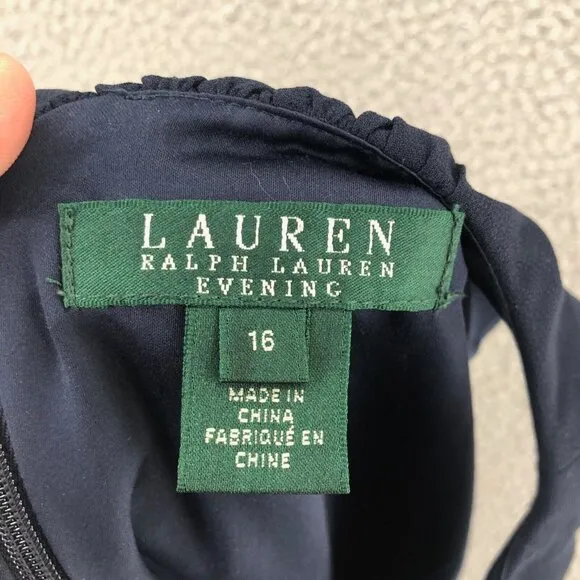 LAUREN
RALPH LAUREN
EVENING
16
MADE IN
CHINA
FABRIQUÉ EN
CHINE